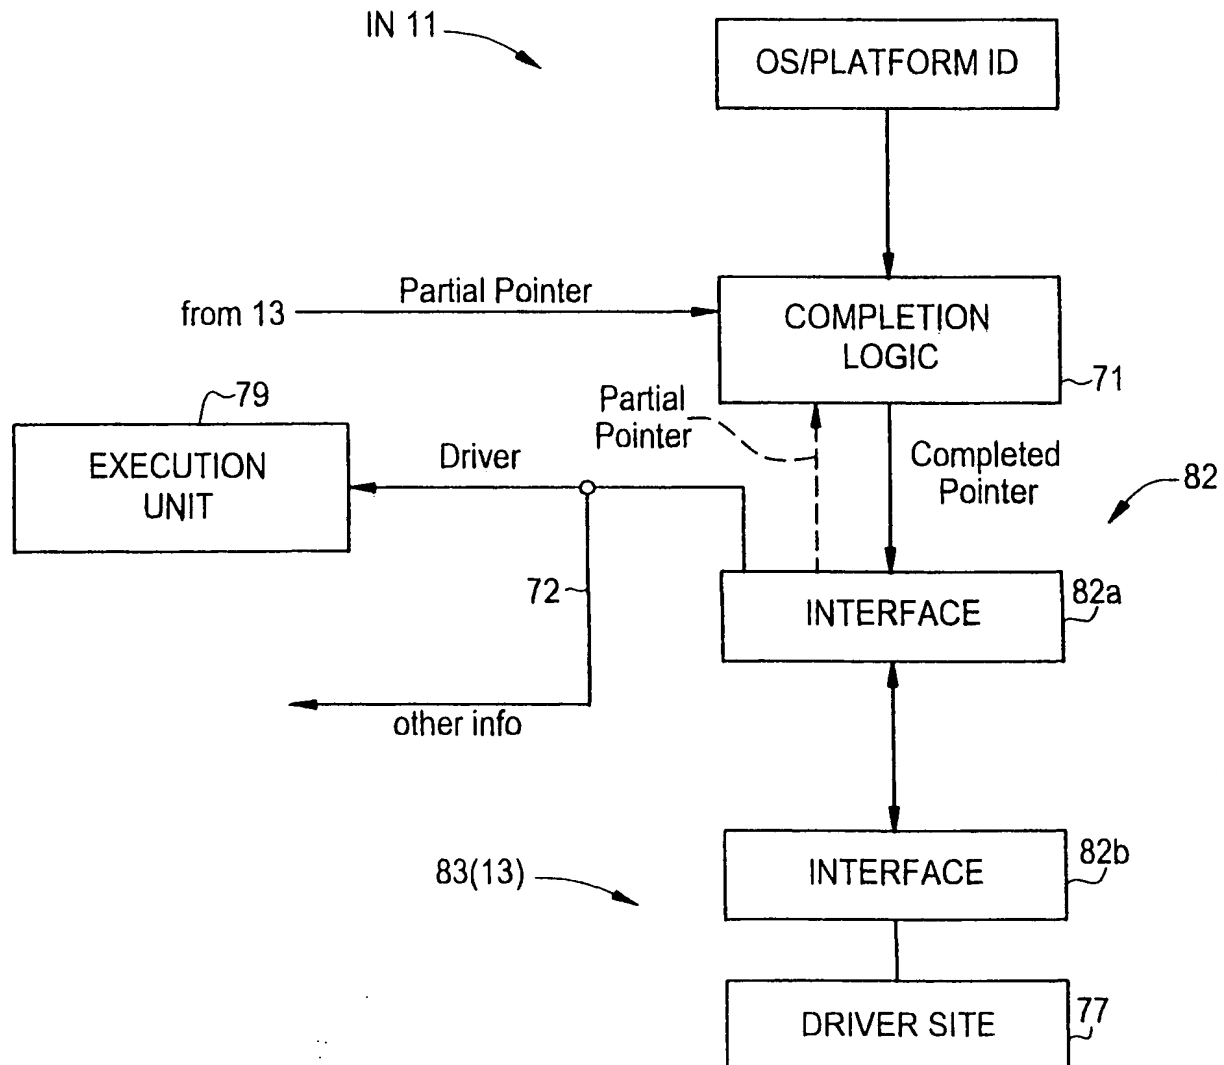 IN 11
OS/PLATFORM ID
Partial Pointer
from 13
COMPLETION
LOGIC
71
79
Partial
Pointer
EXECUTION
UNIT
Driver
Completed
Pointer
82
72
INTERFACE
82a
other info
83(13)
INTERFACE
82b
DRIVER SITE
77